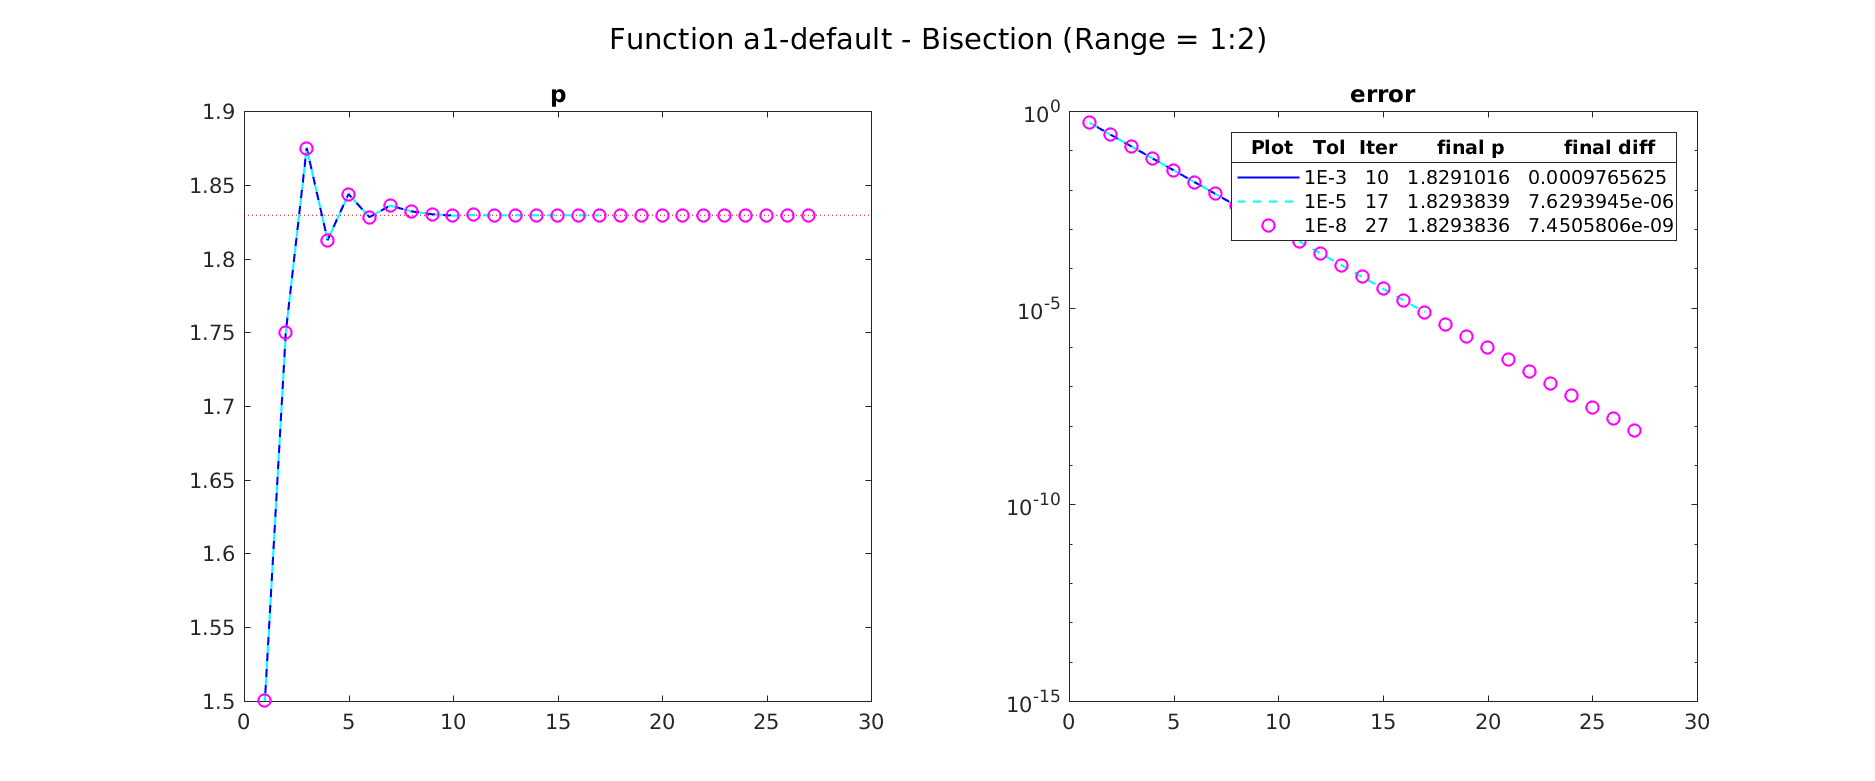 Function a1-default - Bisection (Range = 1:2)
p
1.9
1.85
1.8
1.75
1.7
1.65
1.6
1.55
1.5
0 5 10 15 20 25 30
error
10^0
10^-5
10^-10
10^-15
0 5 10 15 20 25 30
Plot Tol Iter final p final diff
1E-3 10 1.8291016 0.0009765625
1E-5 17 1.8293839 7.6293945e-06
1E-8 27 1.8293836 7.4505806e-09